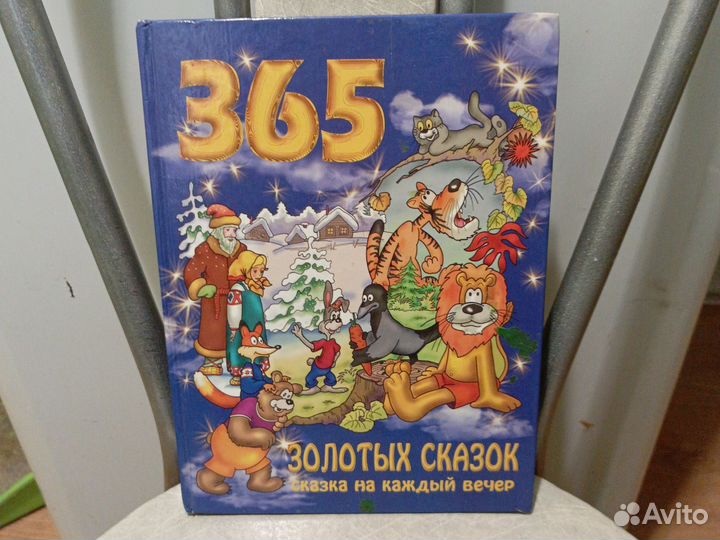 365
ЗОЛОТЫХ СКАЗОК
сказка на каждый вечер
Avito